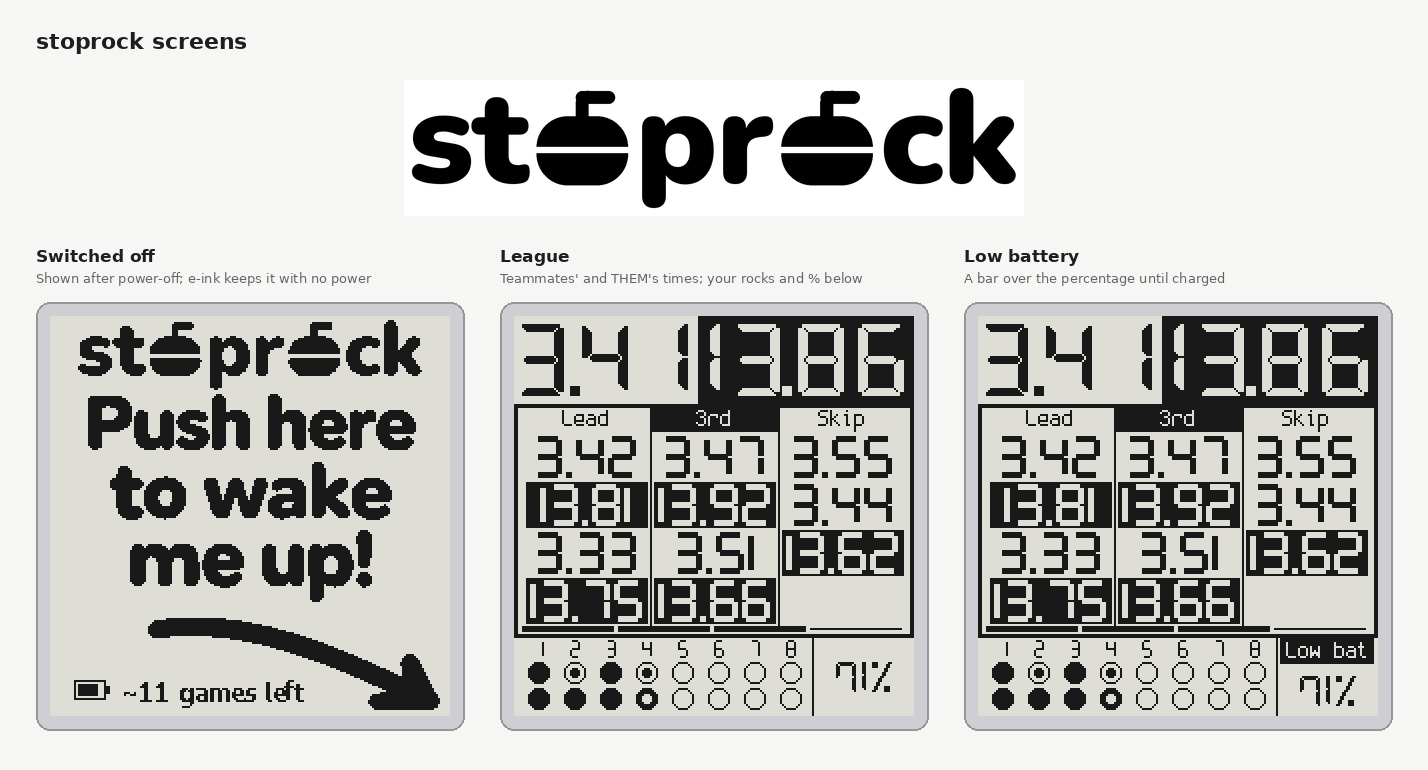 stoprock screens
stoprock
Switched off
Shown after power-off; e-ink keeps it with no power
stoprock
Push here
to wake
me up!
~11 games left
League
Teammates' and THEM's times; your rocks and % below
3.41 13.86
Lead 3rd Skip
3.42 3.47 3.55
13.81 13.92 3.44
3.33 3.51 13.62
13.75 13.66
1 2 3 4 5 6 7 8
71%
Low battery
A bar over the percentage until charged
3.41 13.86
Lead 3rd Skip
3.42 3.47 3.55
13.81 13.92 3.44
3.33 3.51 13.62
13.75 13.66
1 2 3 4 5 6 7 8
Low bat
71%